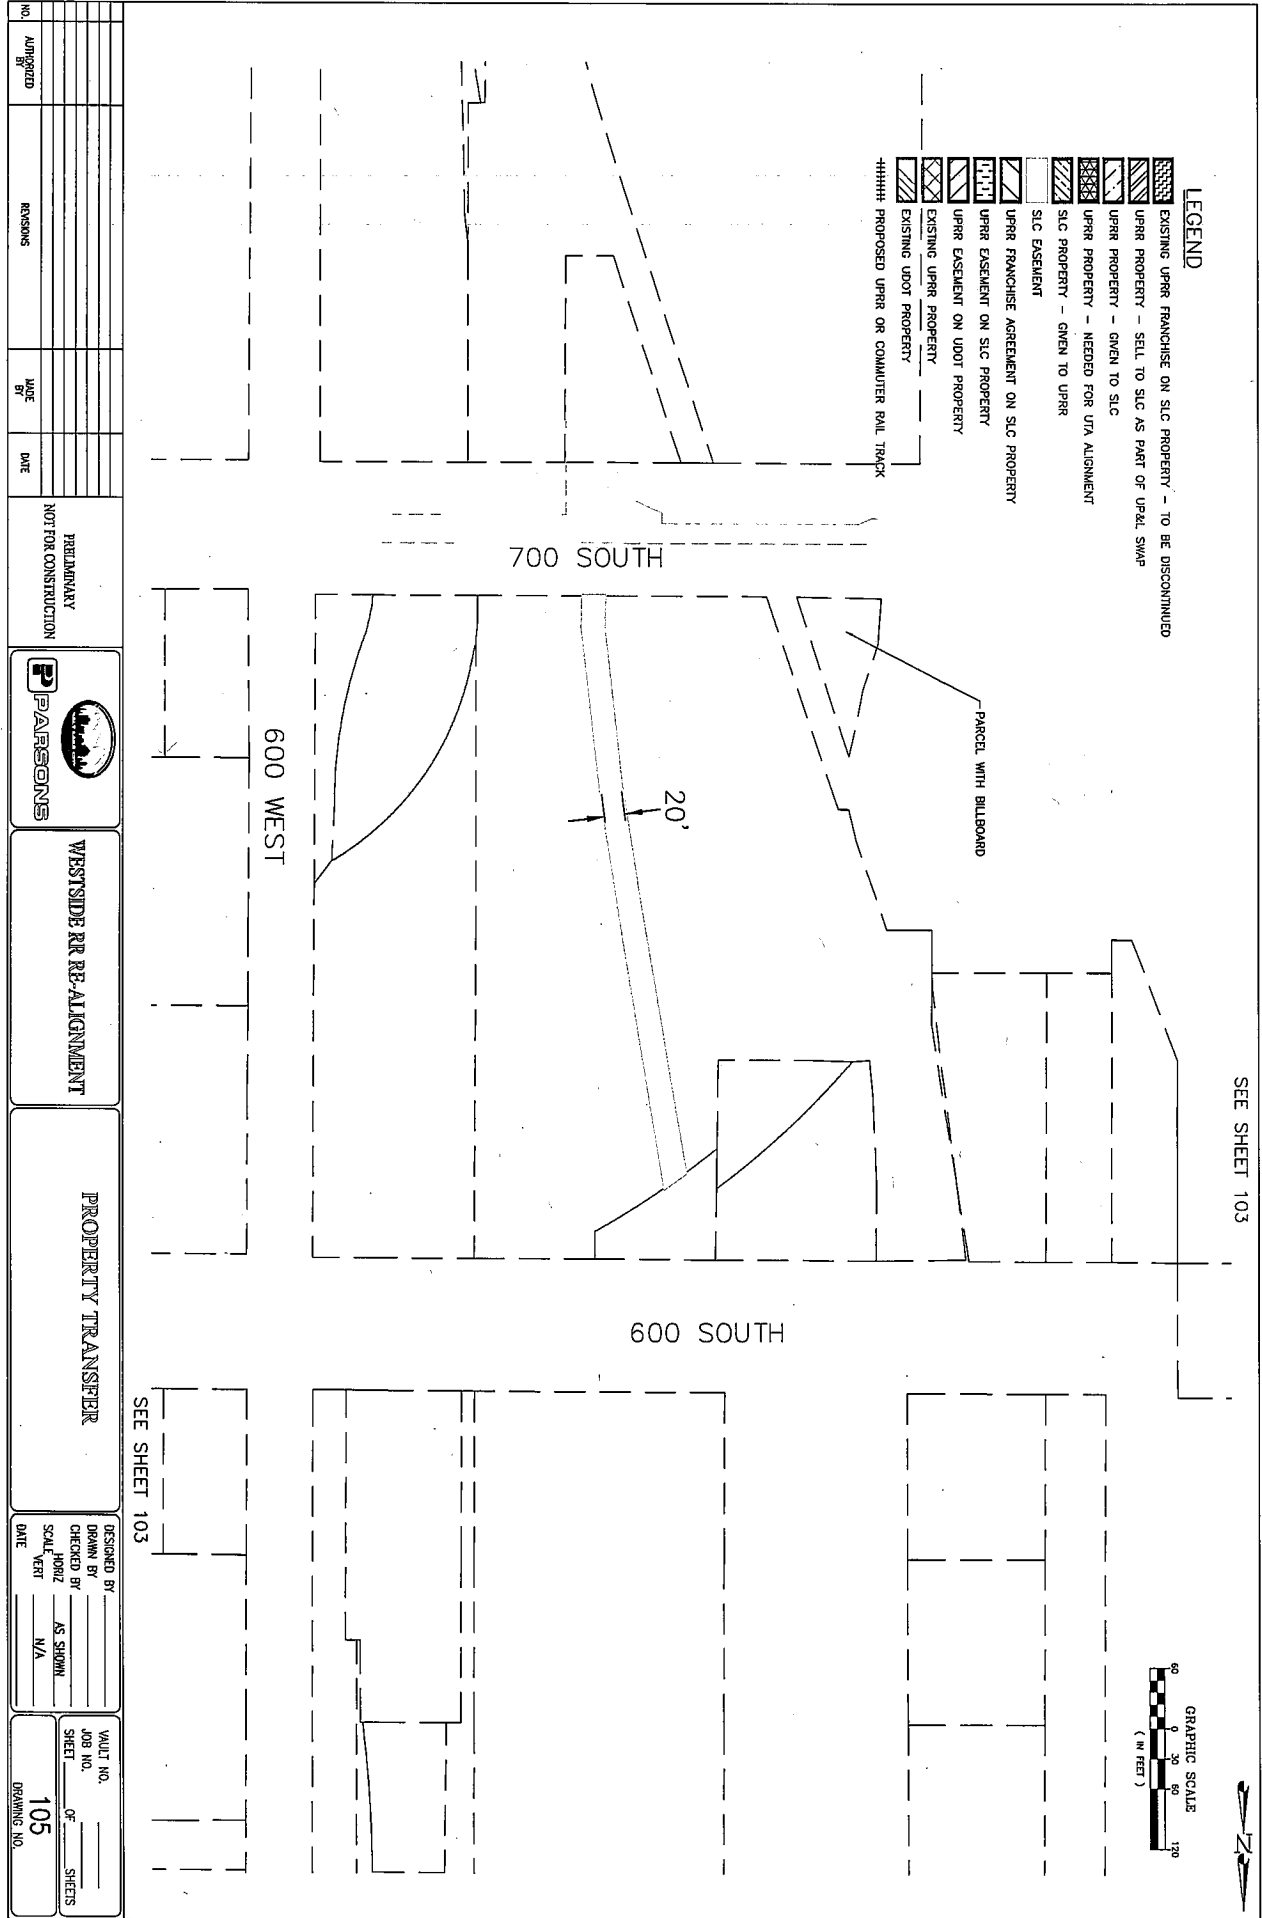 LEGEND
EXISTING UPRR FRANCHISE ON SLC PROPERTY - TO BE DISCONTINUED
UPRR PROPERTY - SELL TO SLC AS PART OF UP&L SWAP
UPRR PROPERTY - GIVEN TO SLC
UPRR PROPERTY - NEEDED FOR UTA ALIGNMENT
SLC PROPERTY - GIVEN TO UPRR
SLC EASEMENT
UPRR FRANCHISE AGREEMENT ON SLC PROPERTY
UPRR EASEMENT ON SLC PROPERTY
UPRR EASEMENT ON UDOT PROPERTY
EXISTING UPRR PROPERTY
EXISTING UDOT PROPERTY
PROPOSED UPRR OR COMMUTER RAIL TRACK
SEE SHEET 103
N
GRAPHIC SCALE
60 0 30 60 120
( IN FEET )
PARCEL WITH BILLBOARD
700 SOUTH
20'
600 SOUTH
600 WEST
SEE SHEET 103
NO.
AUTHORIZED BY
REVISIONS
MADE BY
DATE
PRELIMINARY
NOT FOR CONSTRUCTION
P PARSONS
WESTSIDE RR RE-ALIGNMENT
PROPERTY TRANSFER
DESIGNED BY
DRAWN BY
CHECKED BY
SCALE HORIZ AS SHOWN
VERT N/A
DATE
VAULT NO.
JOB NO.
SHEET OF SHEETS
105
DRAWING NO.